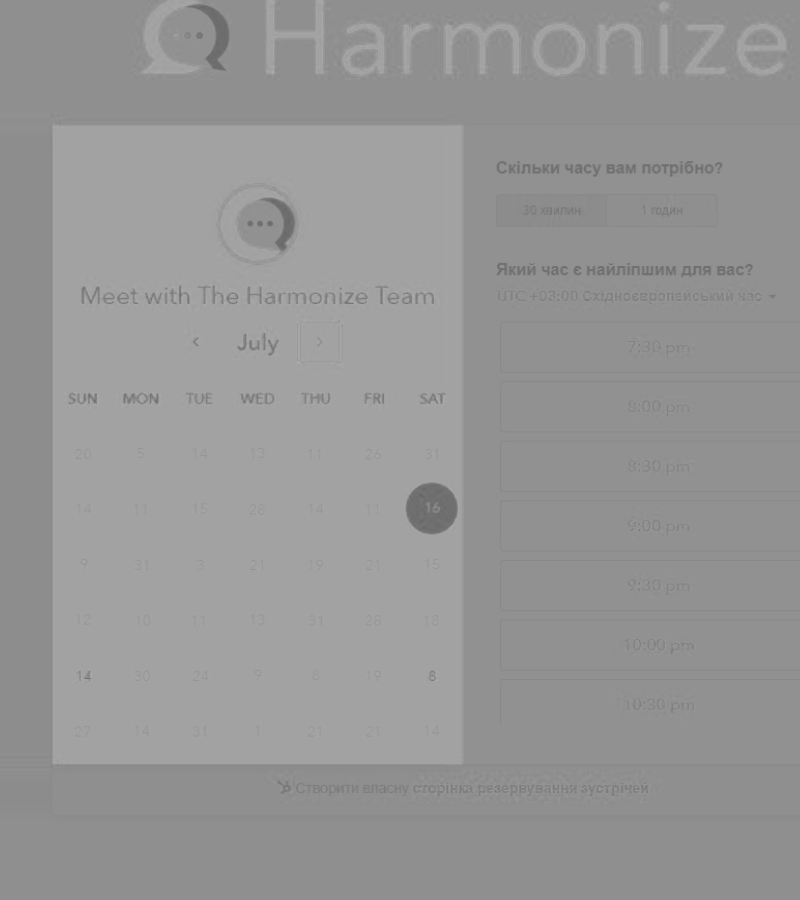 Harmonize
Meet with The Harmonize Team
July
SUN MON TUE WED THU FRI SAT
20 5 14 13 11 26 31
14 11 15 28 14 11 16
9 31 3 21 19 21 15
12 10 11 13 31 28 18
14 30 24 9 8 19 8
27 14 31 1 21 21 14
Скільки часу вам потрібно?
30 хвилин 1 годин
Який час є найліпшим для вас?
UTC +03:00 Східноєвропейський час
7:30 pm
8:00 pm
8:30 pm
9:00 pm
9:30 pm
10:00 pm
10:30 pm
Створити власну сторінка резервування зустрічей